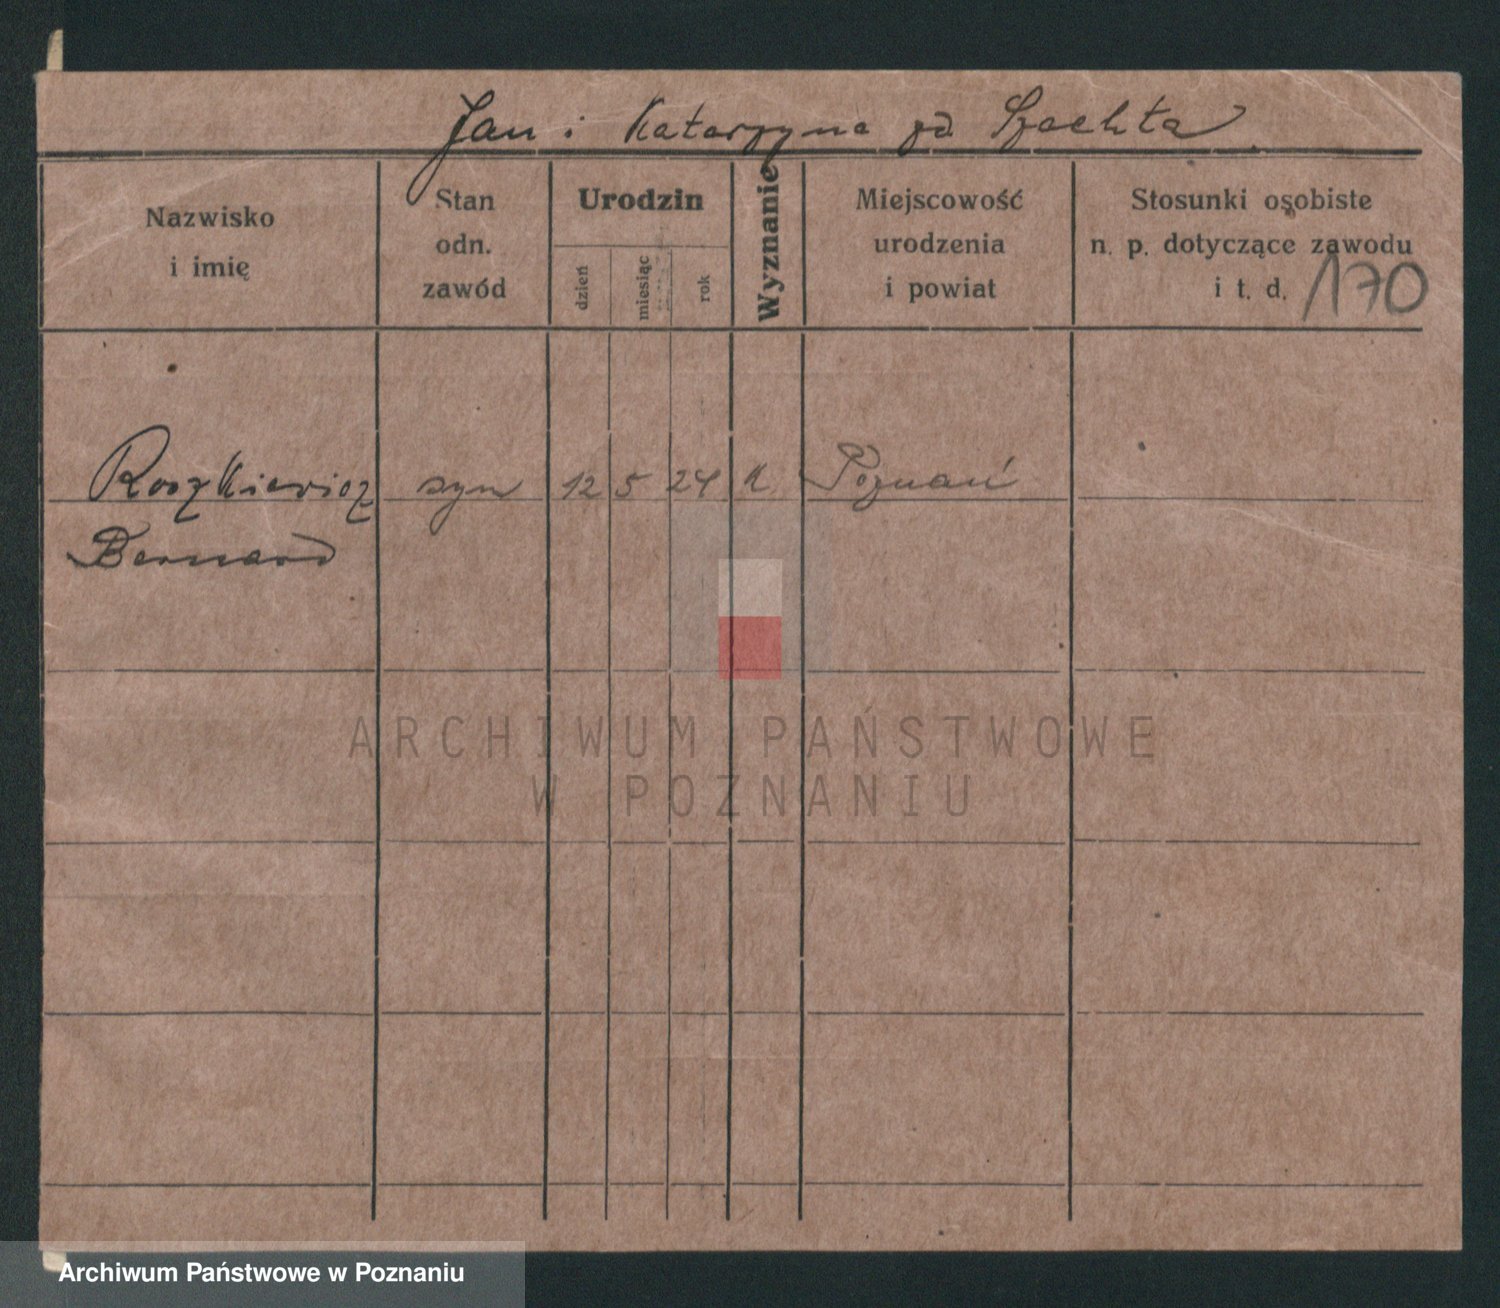 Jan i Katarzyna zd. Szachta
Nazwisko
i imię
Stan
odn.
zawód
Urodzin
dzień
miesiąc
rok
Wyznanie
Miejscowość
urodzenia
i powiat
Stosunki osobiste
n. p. dotyczące zawodu
i t. d.
170
Roszkiewicz syn 12 5 24 K. Poznań
Bernard
ARCHIWUM PAŃSTWOWE
W POZNANIU
Archiwum Państwowe w Poznaniu